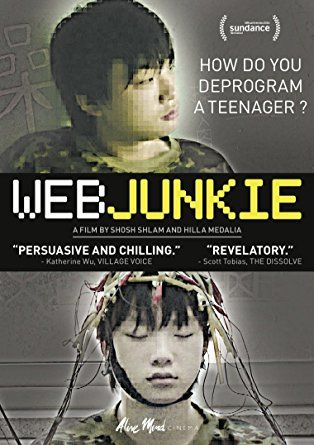 sundance
HOW DO YOU
DEPROGRAM
A TEENAGER ?
WEBJUNKIE
A FILM BY SHOSH SHLAM AND HILLA MEDALIA
“PERSUASIVE AND CHILLING.”
- Katherine Wu, VILLAGE VOICE
“REVELATORY.”
- Scott Tobias, THE DISSOLVE
Alive Mind CINEMA